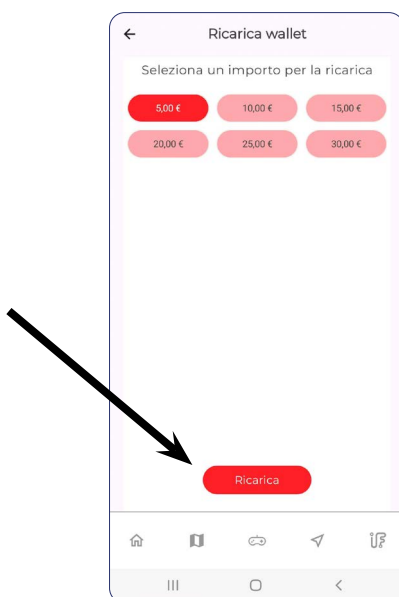 Ricarica wallet
Seleziona un importo per la ricarica
5,00 € 10,00 € 15,00 €
20,00 € 25,00 € 30,00 €
Ricarica
iF